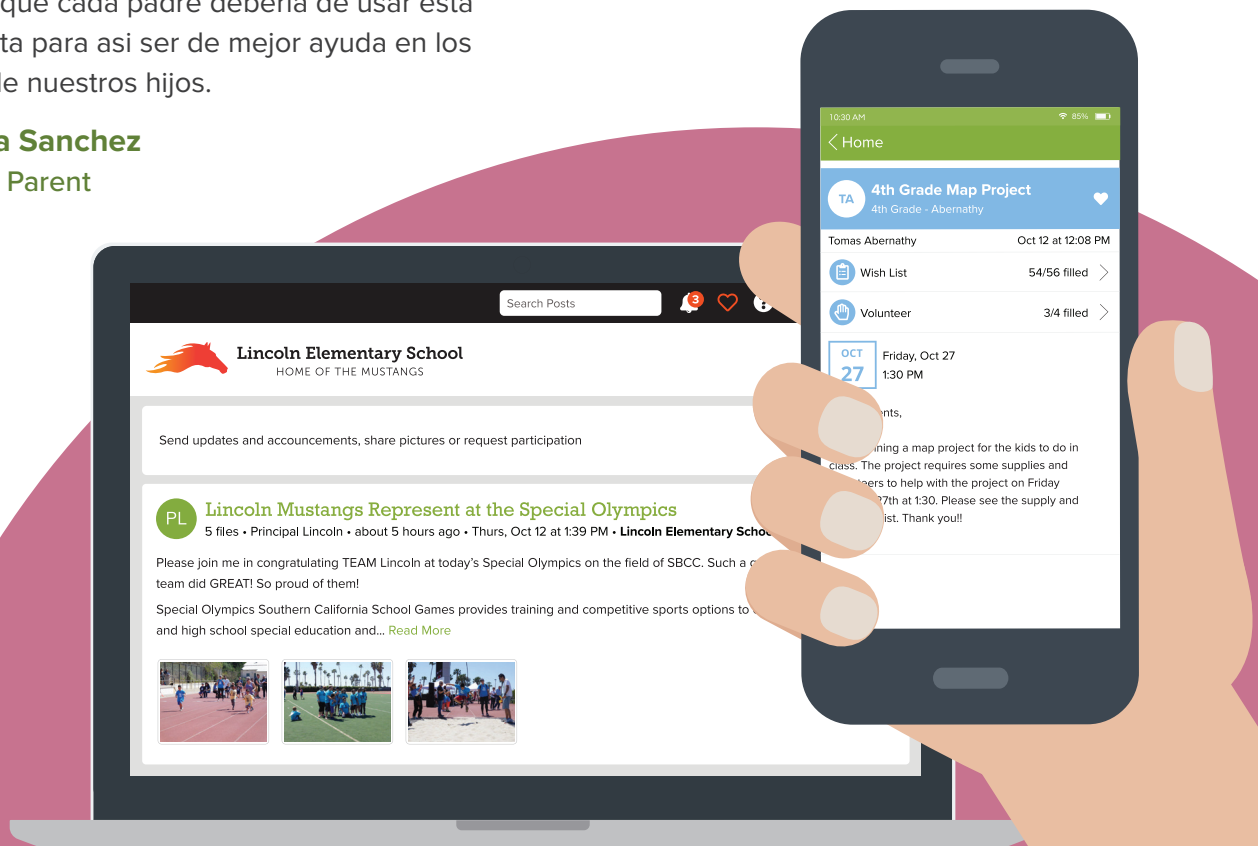 que cada padre debería de usar esta
para asi ser de mejor ayuda en los
nuestros hijos.
Sanchez
Parent
Search Posts
3
Lincoln Elementary School
HOME OF THE MUSTANGS
Send updates and accouncements, share pictures or request participation
PL
Lincoln Mustangs Represent at the Special Olympics
5 files • Principal Lincoln • about 5 hours ago • Thurs, Oct 12 at 1:39 PM • Lincoln Elementary
Please join me in congratulating TEAM Lincoln at today's Special Olympics on the field of SBCC. Such a
team did GREAT! So proud of them!
Special Olympics Southern California School Games provides training and competitive sports options to
and high school special education and... Read More
10:30 AM
85%
Home
TA
4th Grade Map Project
4th Grade - Abernathy
Tomas Abernathy Oct 12 at 12:08 PM
Wish List 54/56 filled
Volunteer 3/4 filled
OCT
27
Friday, Oct 27
1:30 PM
a map project for the kids to do in
class. The project requires some supplies and
to help with the project on Friday
at 1:30. Please see the supply and
Thank you!!